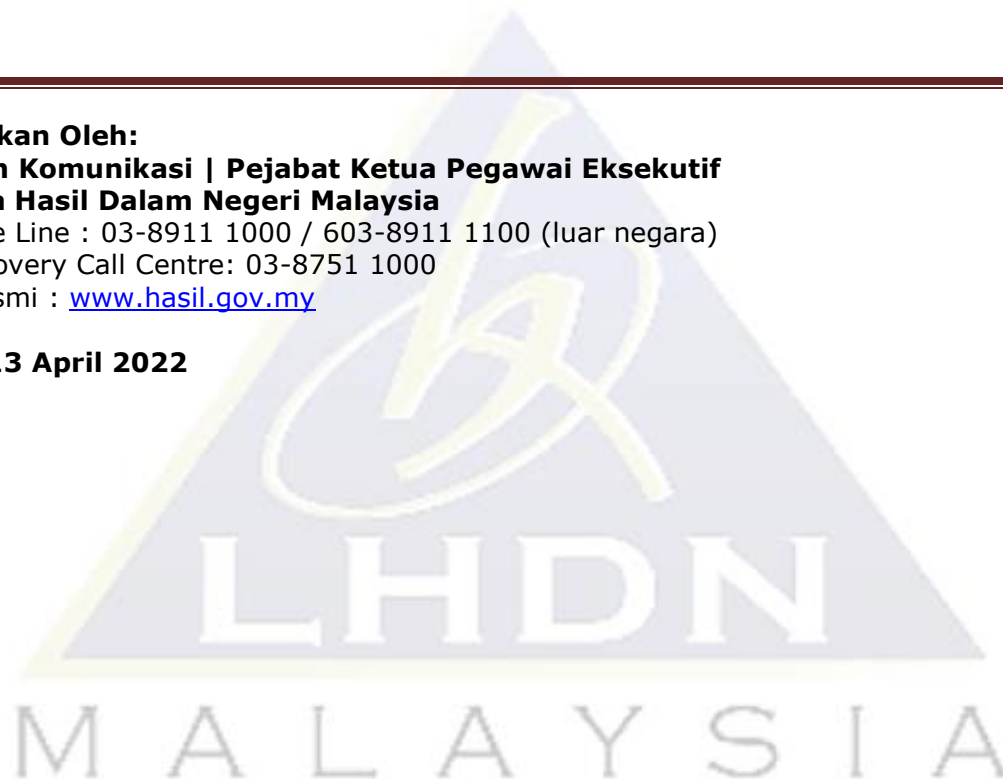 kan Oleh:
n Komunikasi | Pejabat Ketua Pegawai Eksekutif
a Hasil Dalam Negeri Malaysia
e Line : 03-8911 1000 / 603-8911 1100 (luar negara)
overy Call Centre: 03-8751 1000
smi : www.hasil.gov.my
13 April 2022
LHDN
MALAYSIA